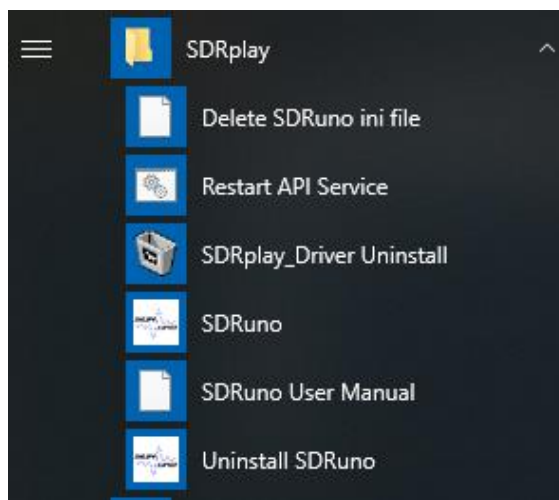 SDRplay
Delete SDRuno ini file
Restart API Service
SDRplay_Driver Uninstall
SDRuno
SDRuno User Manual
Uninstall SDRuno